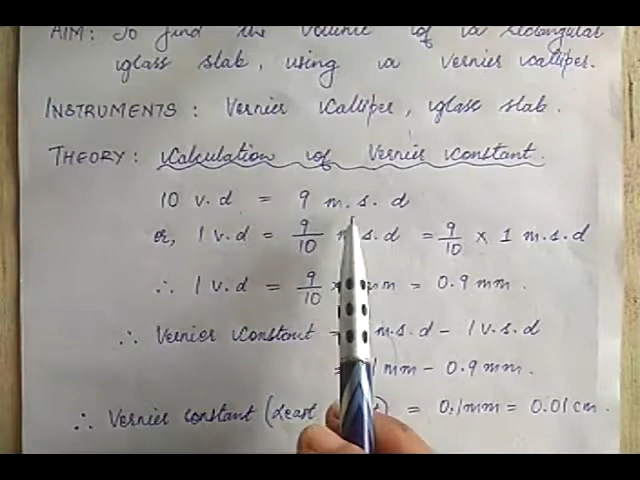 AIM: To find the volume of a rectangular
glass slab, using a vernier calliper.
INSTRUMENTS: Vernier Calliper, glass slab.
THEORY: Calculation of Vernier Constant.
10 v.d = 9 m.s.d
or, 1 v.d = 9/10 m.s.d = 9/10 × 1 m.s.d
∴ 1 v.d = 9/10 × mm = 0.9 mm.
∴ Vernier Constant = m.s.d - 1 v.s.d
= 1 mm - 0.9 mm.
∴ Vernier constant (Least ) = 0.1mm = 0.01 cm.